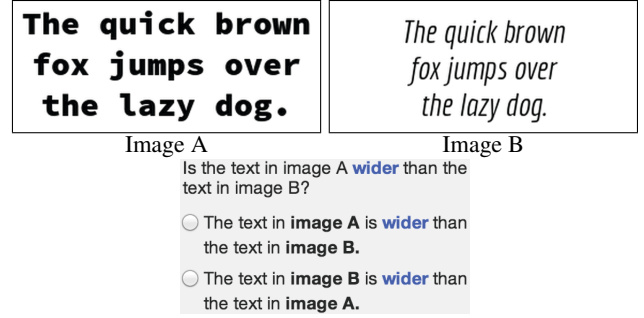 The quick brown
fox jumps over
the lazy dog.
The quick brown
fox jumps over
the lazy dog.
Image A
Image B
Is the text in image A wider than the
text in image B?
The text in image A is wider than
the text in image B.
The text in image B is wider than
the text in image A.